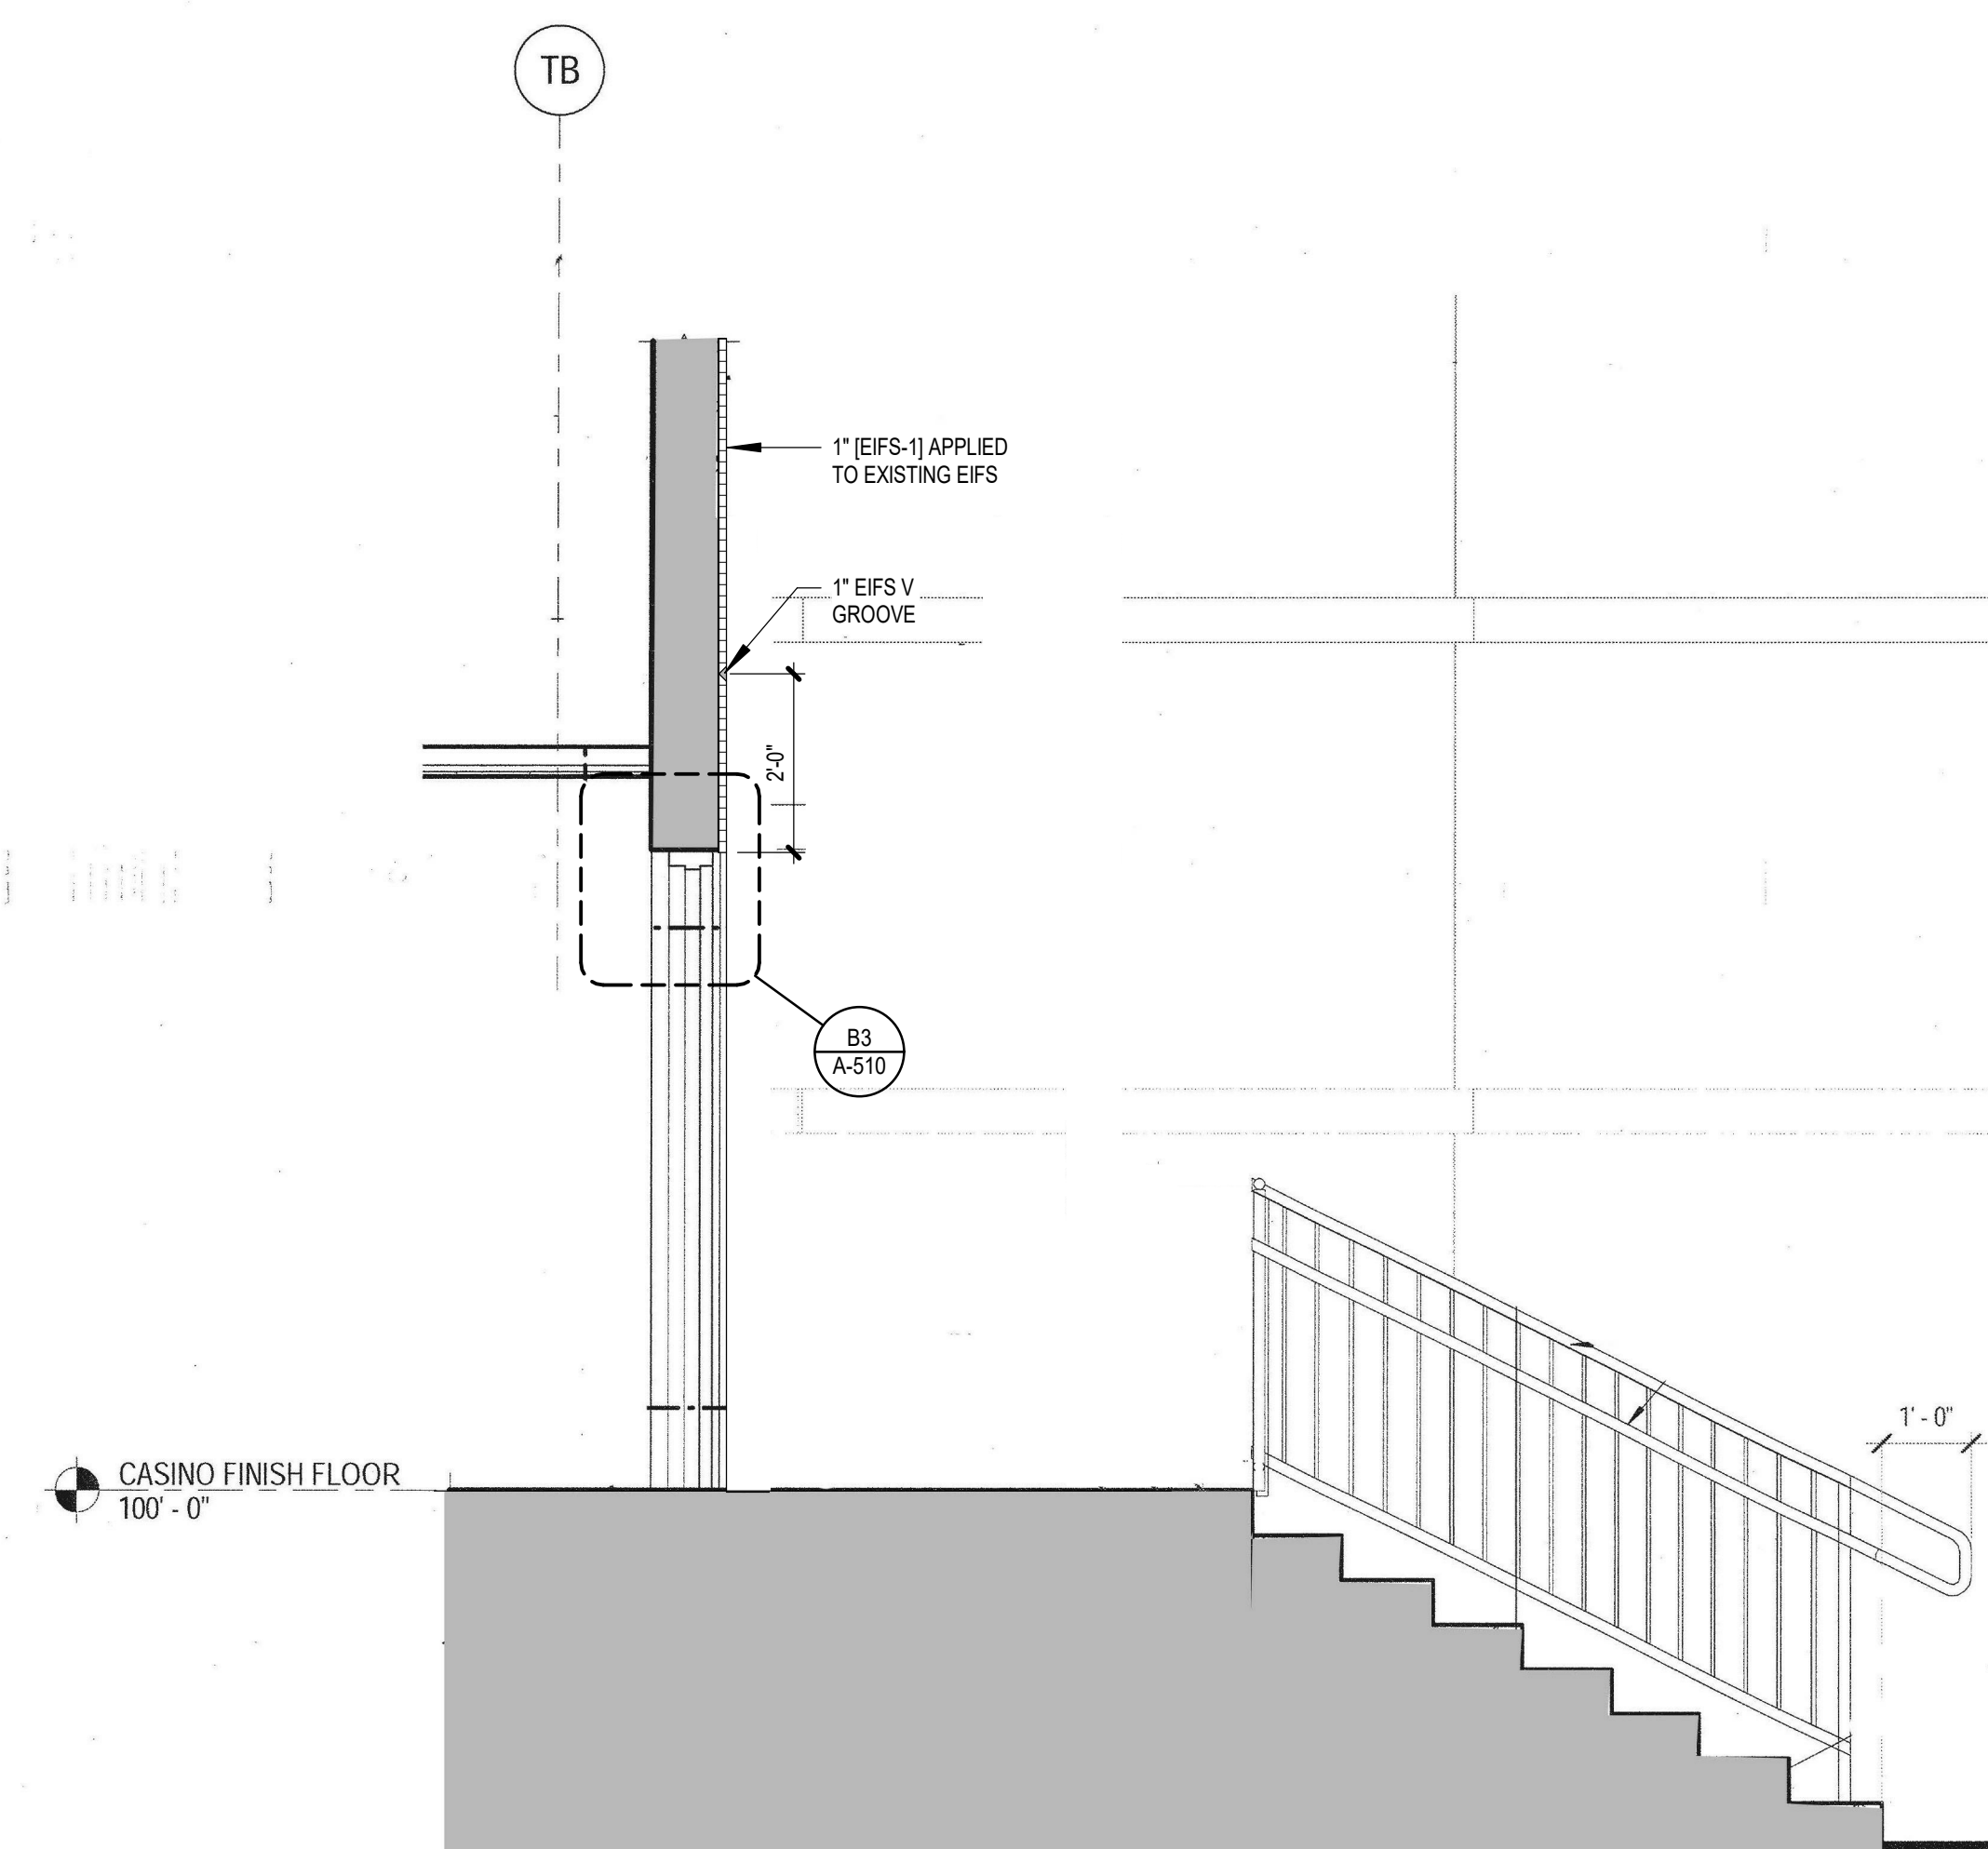 TB
1" [EIFS-1] APPLIED
TO EXISTING EIFS
1" EIFS V
GROOVE
2'-0"
B3
A-510
1' - 0"
CASINO FINISH FLOOR
100' - 0"